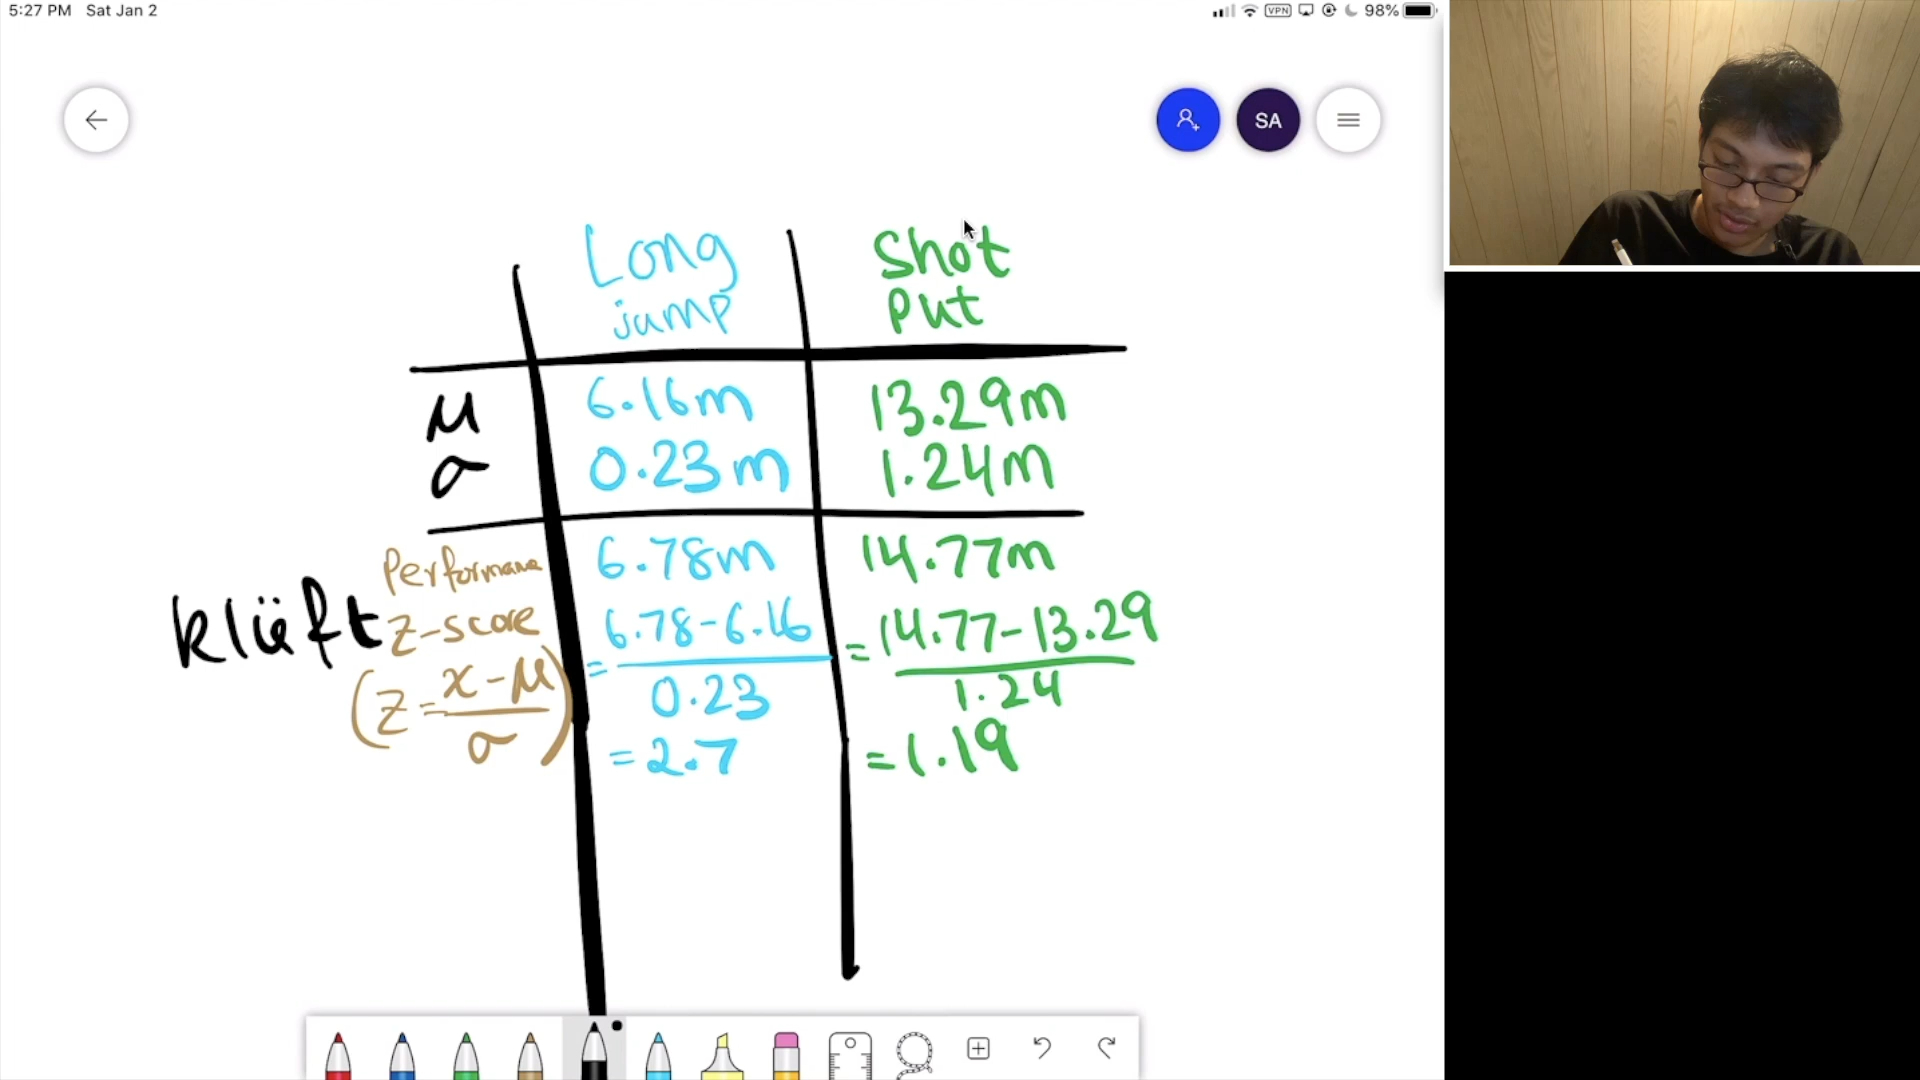 5:27 PM Sat Jan 2
VPN 98%
SA
Long jump
Shot Put
μ 6.16m 13.29m
σ 0.23m 1.24m
Performance 6.78m 14.77m
klüft z-score = 6.78-6.16 / 0.23 = 14.77-13.29 / 1.24
(z = x-μ / σ) = 2.7 = 1.19